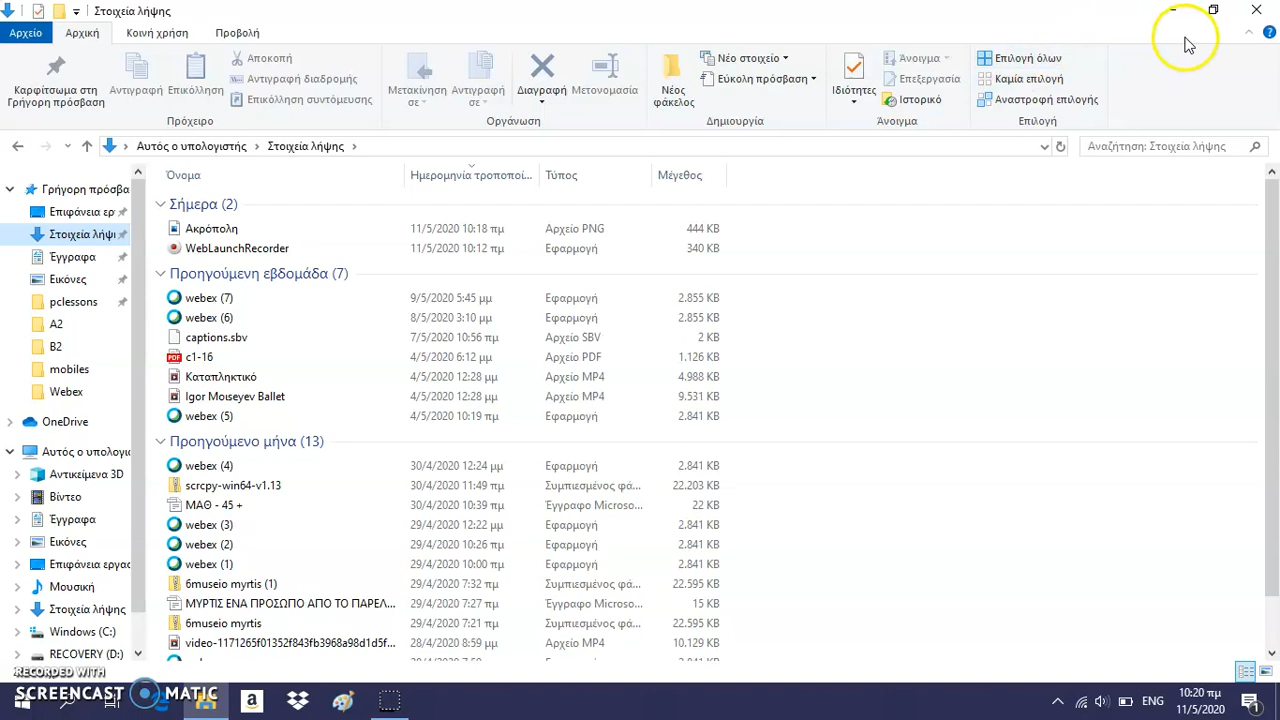 Στοιχεία λήψης
Αρχείο Αρχική Κοινή χρήση Προβολή
Καρφίτσωμα στη Γρήγορη πρόσβαση
Αντιγραφή
Επικόλληση
Αποκοπή
Αντιγραφή διαδρομής
Επικόλληση συντόμευσης
Πρόχειρο
Μετακίνηση σε
Αντιγραφή σε
Διαγραφή
Μετονομασία
Οργάνωση
Νέος φάκελος
Νέο στοιχείο
Εύκολη πρόσβαση
Δημιουργία
Ιδιότητες
Άνοιγμα
Επεξεργασία
Ιστορικό
Άνοιγμα
Επιλογή όλων
Καμία επιλογή
Αναστροφή επιλογής
Επιλογή
Αυτός ο υπολογιστής > Στοιχεία λήψης >
Αναζήτηση: Στοιχεία λήψης
Γρήγορη πρόσβα
Επιφάνεια ερ
Στοιχεία λήψι
Έγγραφα
Εικόνες
pclessons
A2
B2
mobiles
Webex
OneDrive
Αυτός ο υπολογι
Αντικείμενα 3D
Βίντεο
Έγγραφα
Εικόνες
Επιφάνεια εργασ
Μουσική
Στοιχεία λήψης
Windows (C:)
RECOVERY (D:)
Όνομα Ημερομηνία τροποποί... Τύπος Μέγεθος
Σήμερα (2)
Ακρόπολη 11/5/2020 10:18 πμ Αρχείο PNG 444 KB
WebLaunchRecorder 11/5/2020 10:12 πμ Εφαρμογή 340 KB
Προηγούμενη εβδομάδα (7)
webex (7) 9/5/2020 5:45 μμ Εφαρμογή 2.855 KB
webex (6) 8/5/2020 3:10 μμ Εφαρμογή 2.855 KB
captions.sbv 7/5/2020 10:56 πμ Αρχείο SBV 2 KB
c1-16 4/5/2020 6:12 μμ Αρχείο PDF 1.126 KB
Καταπληκτικό 4/5/2020 12:28 μμ Αρχείο MP4 4.988 KB
Igor Moιseyev Ballet 4/5/2020 12:28 μμ Αρχείο MP4 9.531 KB
webex (5) 4/5/2020 10:19 πμ Εφαρμογή 2.841 KB
Προηγούμενο μήνα (13)
webex (4) 30/4/2020 12:24 μμ Εφαρμογή 2.841 KB
scrcpy-win64-v1.13 30/4/2020 11:49 πμ Συμπιεσμένος φά... 22.203 KB
ΜΑΘ - 45 + 30/4/2020 10:39 πμ Έγγραφο Microso... 22 KB
webex (3) 29/4/2020 12:22 μμ Εφαρμογή 2.841 KB
webex (2) 29/4/2020 10:26 πμ Εφαρμογή 2.841 KB
webex (1) 29/4/2020 10:00 πμ Εφαρμογή 2.841 KB
6museio myrtis (1) 29/4/2020 7:32 πμ Συμπιεσμένος φά... 22.595 KB
ΜΥΡΤΙΣ ΕΝΑ ΠΡΟΣΩΠΟ ΑΠΟ ΤΟ ΠΑΡΕΛ... 29/4/2020 7:27 πμ Έγγραφο Microso... 15 KB
6museio myrtis 29/4/2020 7:21 πμ Συμπιεσμένος φά... 22.595 KB
video-1171265f01352f843fb3968a98d1d5f... 28/4/2020 8:59 μμ Αρχείο MP4 10.129 KB
RECORDED WITH
SCREENCAST MATIC
ENG 10:20 πμ
11/5/2020